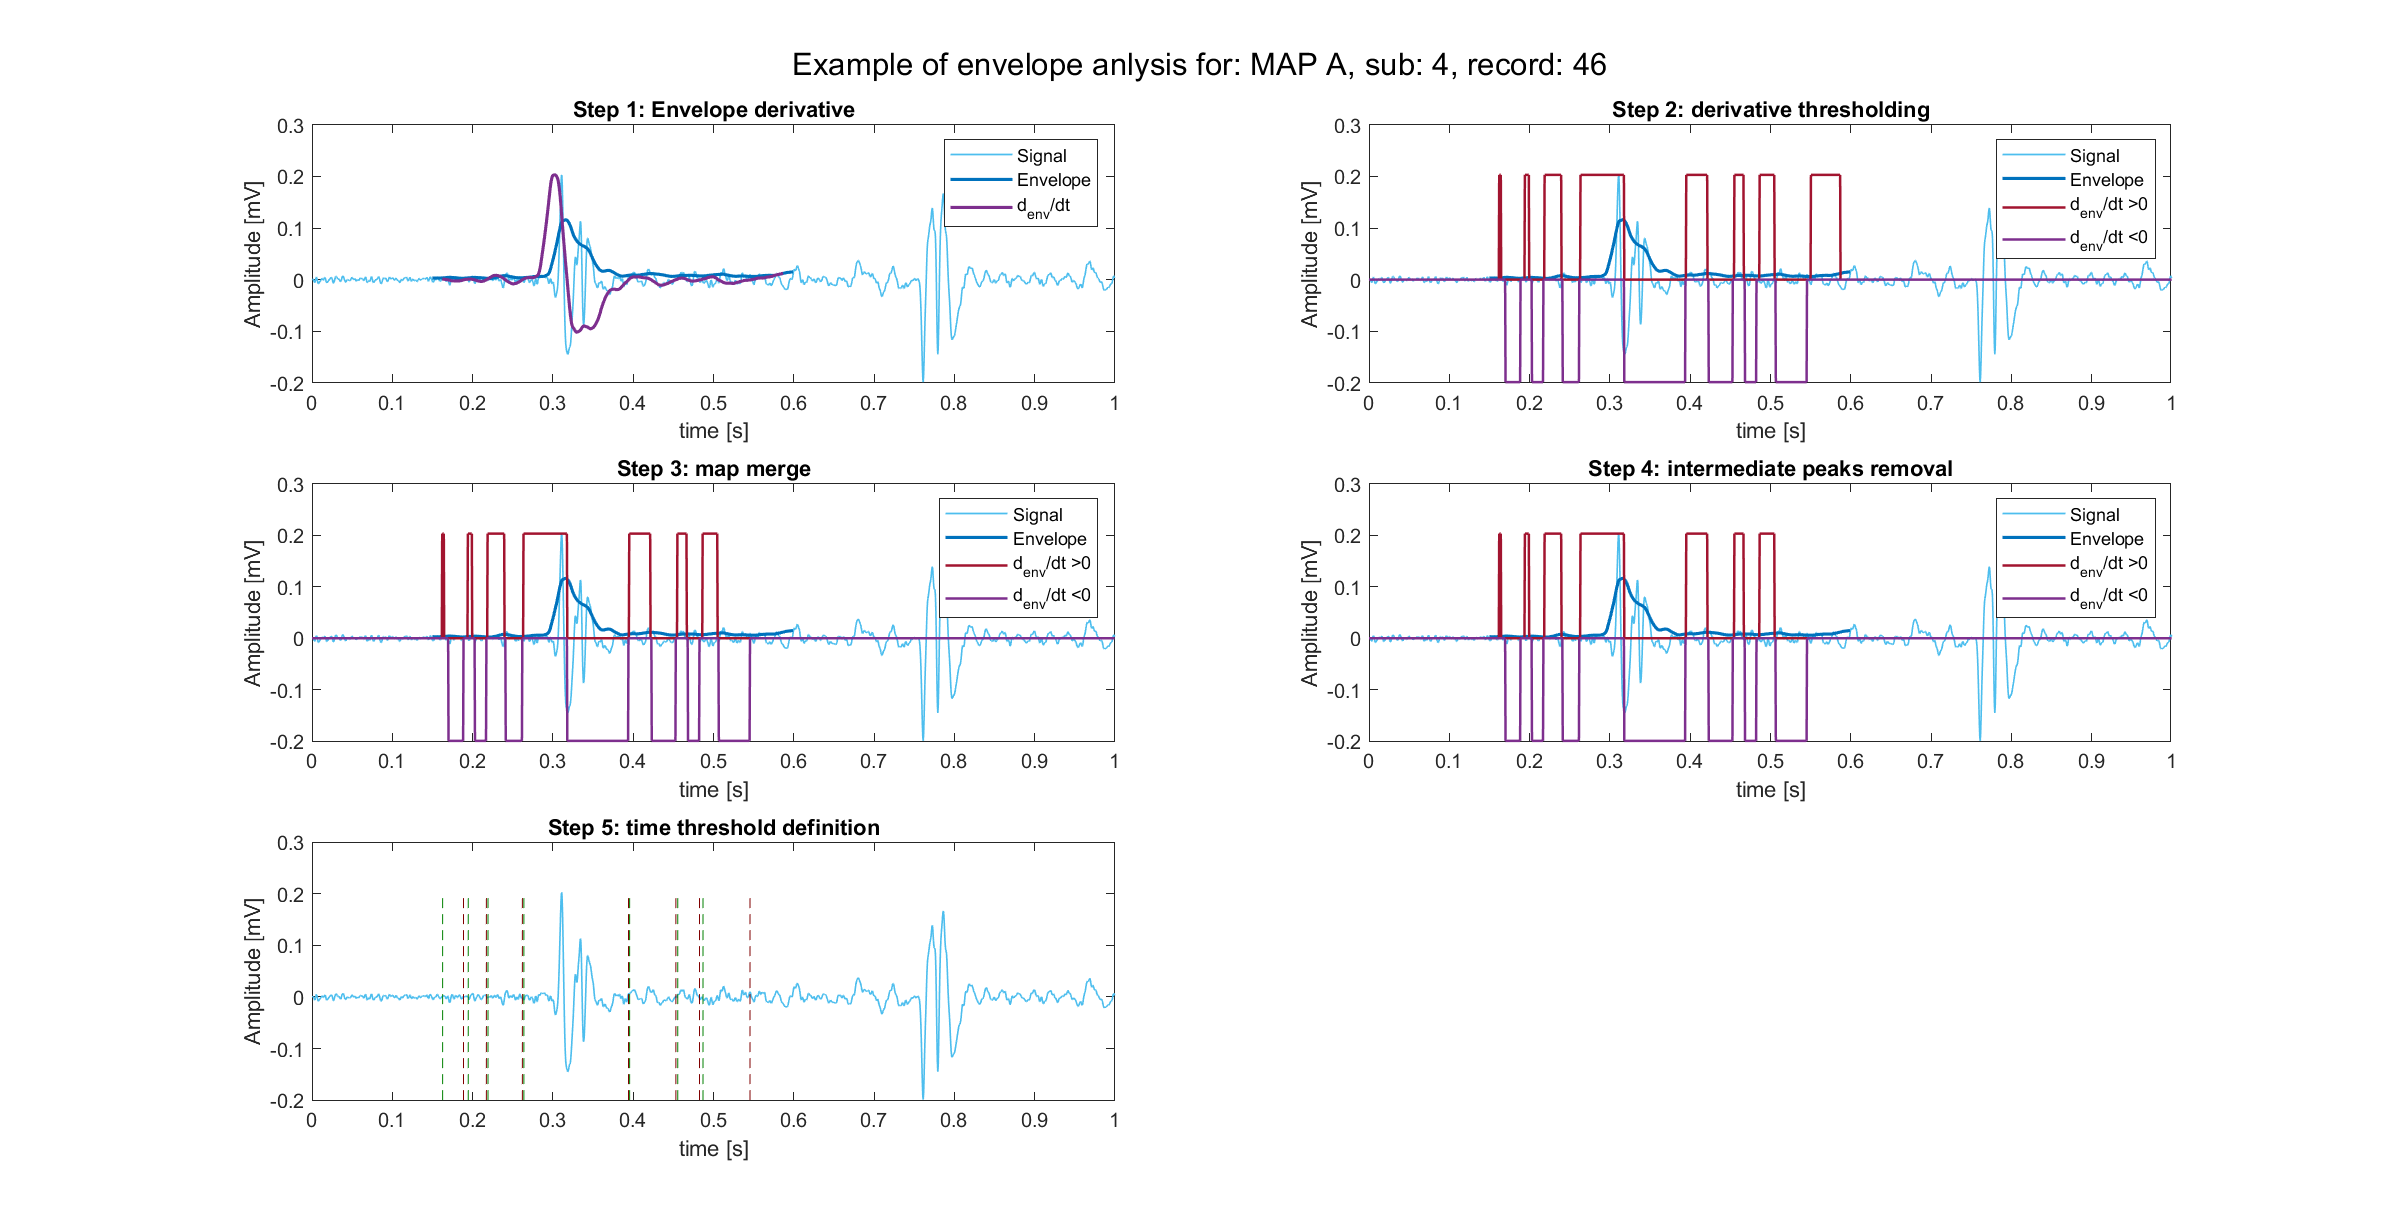 Example of envelope anlysis for: MAP A, sub: 4, record: 46
Step 1: Envelope derivative
0.3
0.2
0.1
0
-0.1
-0.2
Amplitude [mV]
0 0.1 0.2 0.3 0.4 0.5 0.6 0.7 0.8 0.9 1
time [s]
Signal
Envelope
d_env/dt
Step 2: derivative thresholding
0.3
0.2
0.1
0
-0.1
-0.2
Amplitude [mV]
0 0.1 0.2 0.3 0.4 0.5 0.6 0.7 0.8 0.9 1
time [s]
Signal
Envelope
d_env/dt >0
d_env/dt <0
Step 3: map merge
0.3
0.2
0.1
0
-0.1
-0.2
Amplitude [mV]
0 0.1 0.2 0.3 0.4 0.5 0.6 0.7 0.8 0.9 1
time [s]
Signal
Envelope
d_env/dt >0
d_env/dt <0
Step 4: intermediate peaks removal
0.3
0.2
0.1
0
-0.1
-0.2
Amplitude [mV]
0 0.1 0.2 0.3 0.4 0.5 0.6 0.7 0.8 0.9 1
time [s]
Signal
Envelope
d_env/dt >0
d_env/dt <0
Step 5: time threshold definition
0.3
0.2
0.1
0
-0.1
-0.2
Amplitude [mV]
0 0.1 0.2 0.3 0.4 0.5 0.6 0.7 0.8 0.9 1
time [s]